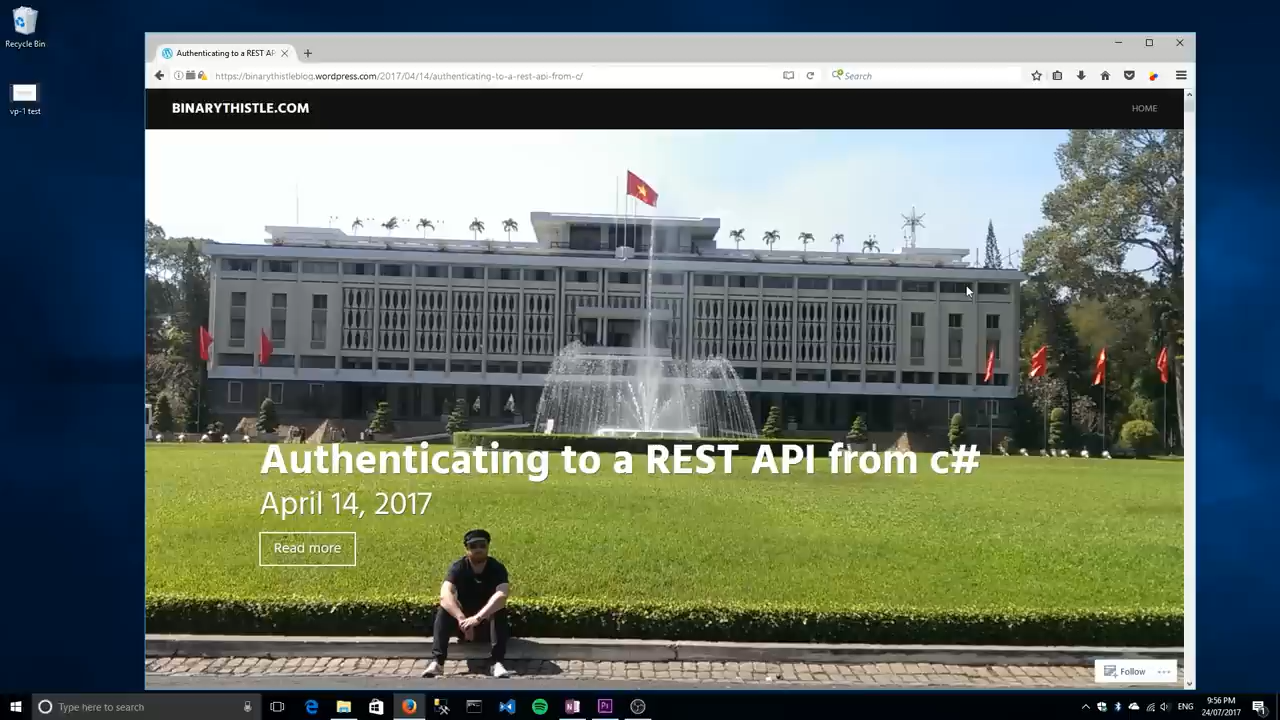 Recycle Bin
vp-1 test
Authenticating to a REST AP
https://binarythistleblog.wordpress.com/2017/04/14/authenticating-to-a-rest-api-from-c/
Search
BINARYTHISTLE.COM
HOME
Authenticating to a REST API from c#
April 14, 2017
Read more
Follow
Type here to search
ENG
9:56 PM
24/07/2017